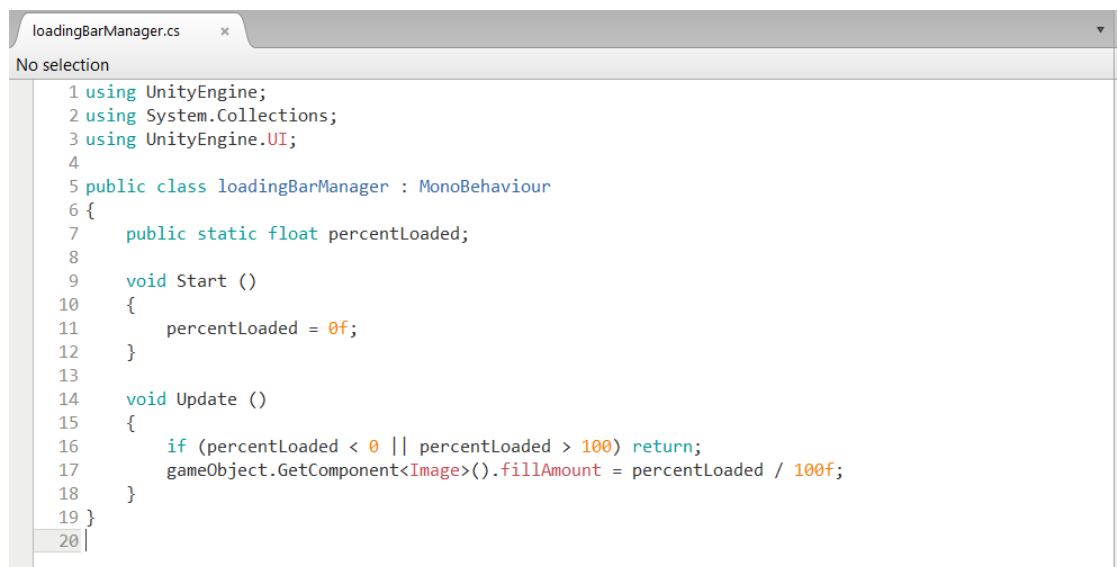 loadingBarManager.cs ×
No selection
1 using UnityEngine;
2 using System.Collections;
3 using UnityEngine.UI;
4
5 public class loadingBarManager : MonoBehaviour
6 {
7     public static float percentLoaded;
8
9     void Start ()
10     {
11         percentLoaded = 0f;
12     }
13
14     void Update ()
15     {
16         if (percentLoaded < 0 || percentLoaded > 100) return;
17         gameObject.GetComponent<Image>().fillAmount = percentLoaded / 100f;
18     }
19 }
20